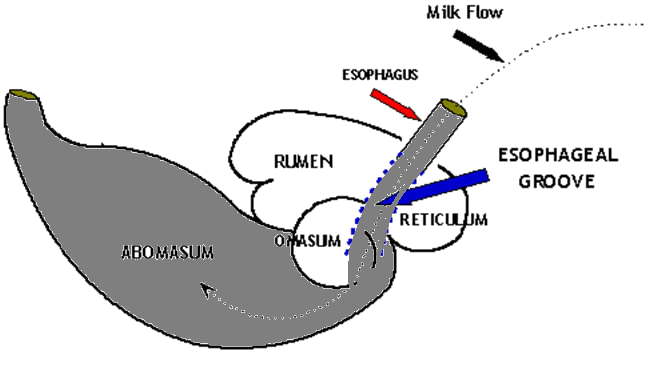 Milk Flow
ESOPHAGUS
ESOPHAGEAL
GROOVE
RUMEN
RETICULUM
OMASUM
ABOMASUM